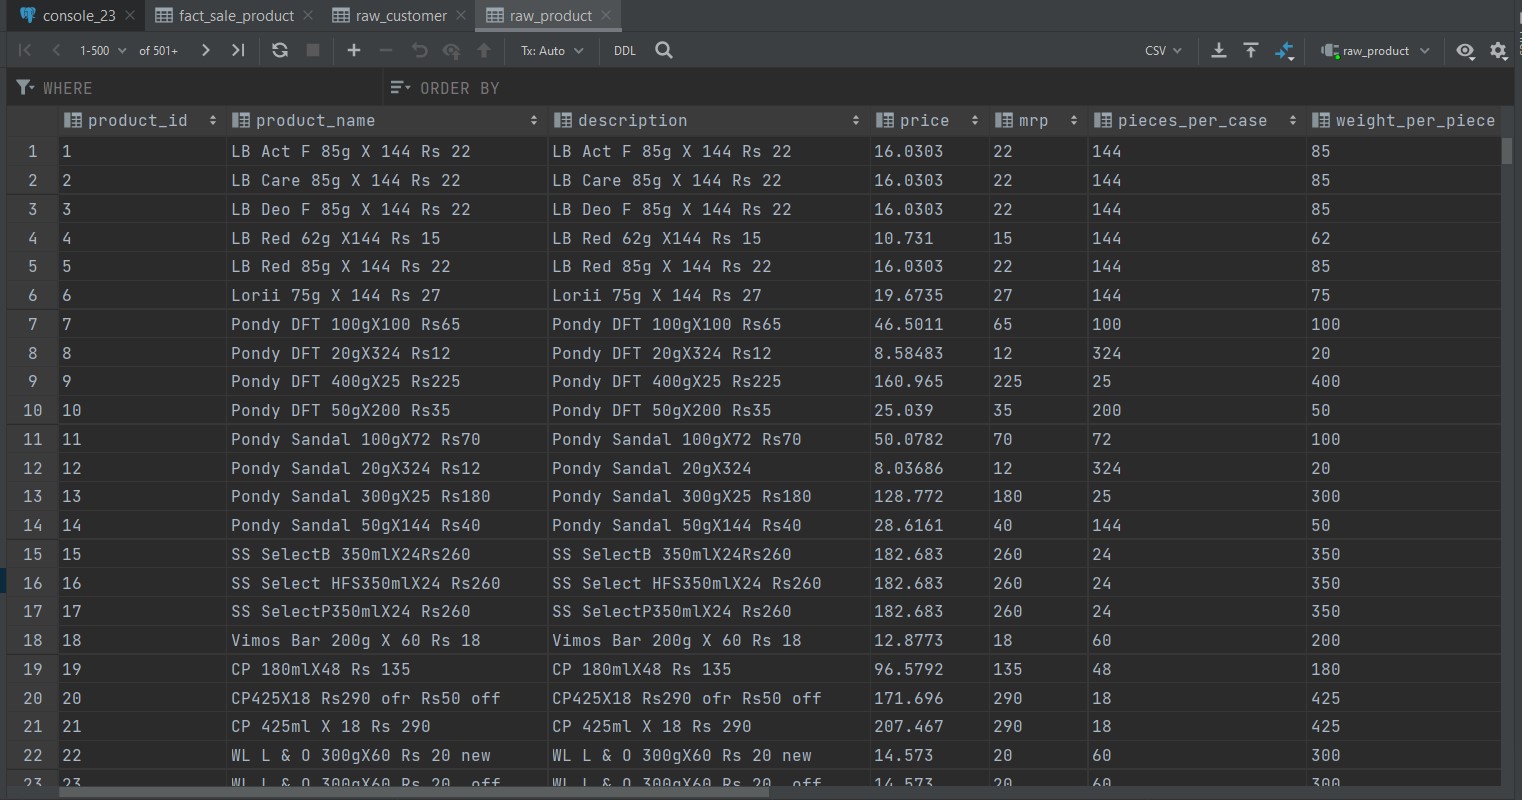 console_23 fact_sale_product raw_customer raw_product
1-500 of 501+ Tx: Auto DDL CSV raw_product
WHERE ORDER BY
product_id product_name description price mrp pieces_per_case weight_per_piece
1 1 LB Act F 85g X 144 Rs 22 LB Act F 85g X 144 Rs 22 16.0303 22 144 85
2 2 LB Care 85g X 144 Rs 22 LB Care 85g X 144 Rs 22 16.0303 22 144 85
3 3 LB Deo F 85g X 144 Rs 22 LB Deo F 85g X 144 Rs 22 16.0303 22 144 85
4 4 LB Red 62g X144 Rs 15 LB Red 62g X144 Rs 15 10.731 15 144 62
5 5 LB Red 85g X 144 Rs 22 LB Red 85g X 144 Rs 22 16.0303 22 144 85
6 6 Lorii 75g X 144 Rs 27 Lorii 75g X 144 Rs 27 19.6735 27 144 75
7 7 Pondy DFT 100gX100 Rs65 Pondy DFT 100gX100 Rs65 46.5011 65 100 100
8 8 Pondy DFT 20gX324 Rs12 Pondy DFT 20gX324 Rs12 8.58483 12 324 20
9 9 Pondy DFT 400gX25 Rs225 Pondy DFT 400gX25 Rs225 160.965 225 25 400
10 10 Pondy DFT 50gX200 Rs35 Pondy DFT 50gX200 Rs35 25.039 35 200 50
11 11 Pondy Sandal 100gX72 Rs70 Pondy Sandal 100gX72 Rs70 50.0782 70 72 100
12 12 Pondy Sandal 20gX324 Rs12 Pondy Sandal 20gX324 8.03686 12 324 20
13 13 Pondy Sandal 300gX25 Rs180 Pondy Sandal 300gX25 Rs180 128.772 180 25 300
14 14 Pondy Sandal 50gX144 Rs40 Pondy Sandal 50gX144 Rs40 28.6161 40 144 50
15 15 SS SelectB 350mlX24Rs260 SS SelectB 350mlX24Rs260 182.683 260 24 350
16 16 SS Select HFS350mlX24 Rs260 SS Select HFS350mlX24 Rs260 182.683 260 24 350
17 17 SS SelectP350mlX24 Rs260 SS SelectP350mlX24 Rs260 182.683 260 24 350
18 18 Vimos Bar 200g X 60 Rs 18 Vimos Bar 200g X 60 Rs 18 12.8773 18 60 200
19 19 CP 180mlX48 Rs 135 CP 180mlX48 Rs 135 96.5792 135 48 180
20 20 CP425X18 Rs290 ofr Rs50 off CP425X18 Rs290 ofr Rs50 off 171.696 290 18 425
21 21 CP 425ml X 18 Rs 290 CP 425ml X 18 Rs 290 207.467 290 18 425
22 22 WL L & O 300gX60 Rs 20 new WL L & O 300gX60 Rs 20 new 14.573 20 60 300
23 23 WL L & O 300gX60 Rs 20 off WL L & O 300gX60 Rs 20 off 14.573 20 60 300